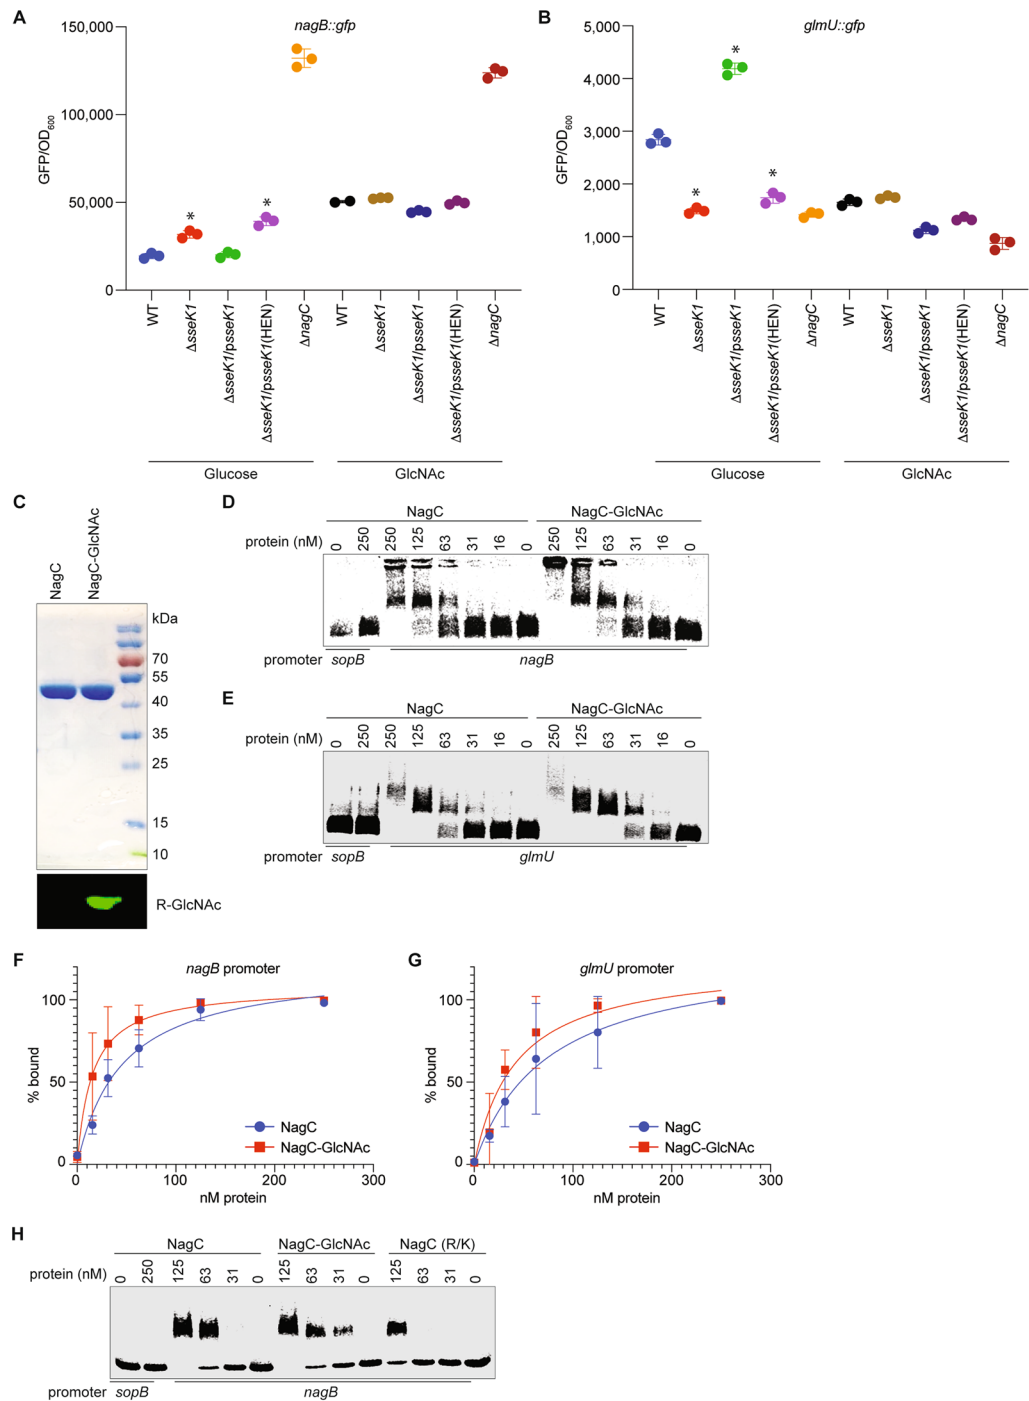 A
nagB::gfp
150,000
100,000
50,000
0
GFP/OD600
*
*
WT
ΔsseK1
ΔsseK1/psseK1
ΔsseK1/psseK1(HEN)
ΔnagC
WT
ΔsseK1
ΔsseK1/psseK1
ΔsseK1/psseK1(HEN)
ΔnagC
Glucose
GlcNAc
B
glmU::gfp
5,000
4,000
3,000
2,000
1,000
0
GFP/OD600
*
*
*
WT
ΔsseK1
ΔsseK1/psseK1
ΔsseK1/psseK1(HEN)
ΔnagC
WT
ΔsseK1
ΔsseK1/psseK1
ΔsseK1/psseK1(HEN)
ΔnagC
Glucose
GlcNAc
C
NagC
NagC-GlcNAc
kDa
70
55
40
35
25
15
10
R-GlcNAc
D
NagC NagC-GlcNAc
protein (nM) 0 250 250 125 63 31 16 0 250 125 63 31 16 0
promoter sopB nagB
E
NagC NagC-GlcNAc
protein (nM) 0 250 250 125 63 31 16 0 250 125 63 31 16 0
promoter sopB glmU
F
nagB promoter
100
50
0
% bound
NagC
NagC-GlcNAc
0 100 200 300
nM protein
G
glmU promoter
100
50
0
% bound
NagC
NagC-GlcNAc
0 100 200 300
nM protein
H
NagC NagC-GlcNAc NagC (R/K)
protein (nM) 0 250 125 63 31 0 125 63 31 0 125 63 31 0
promoter sopB nagB